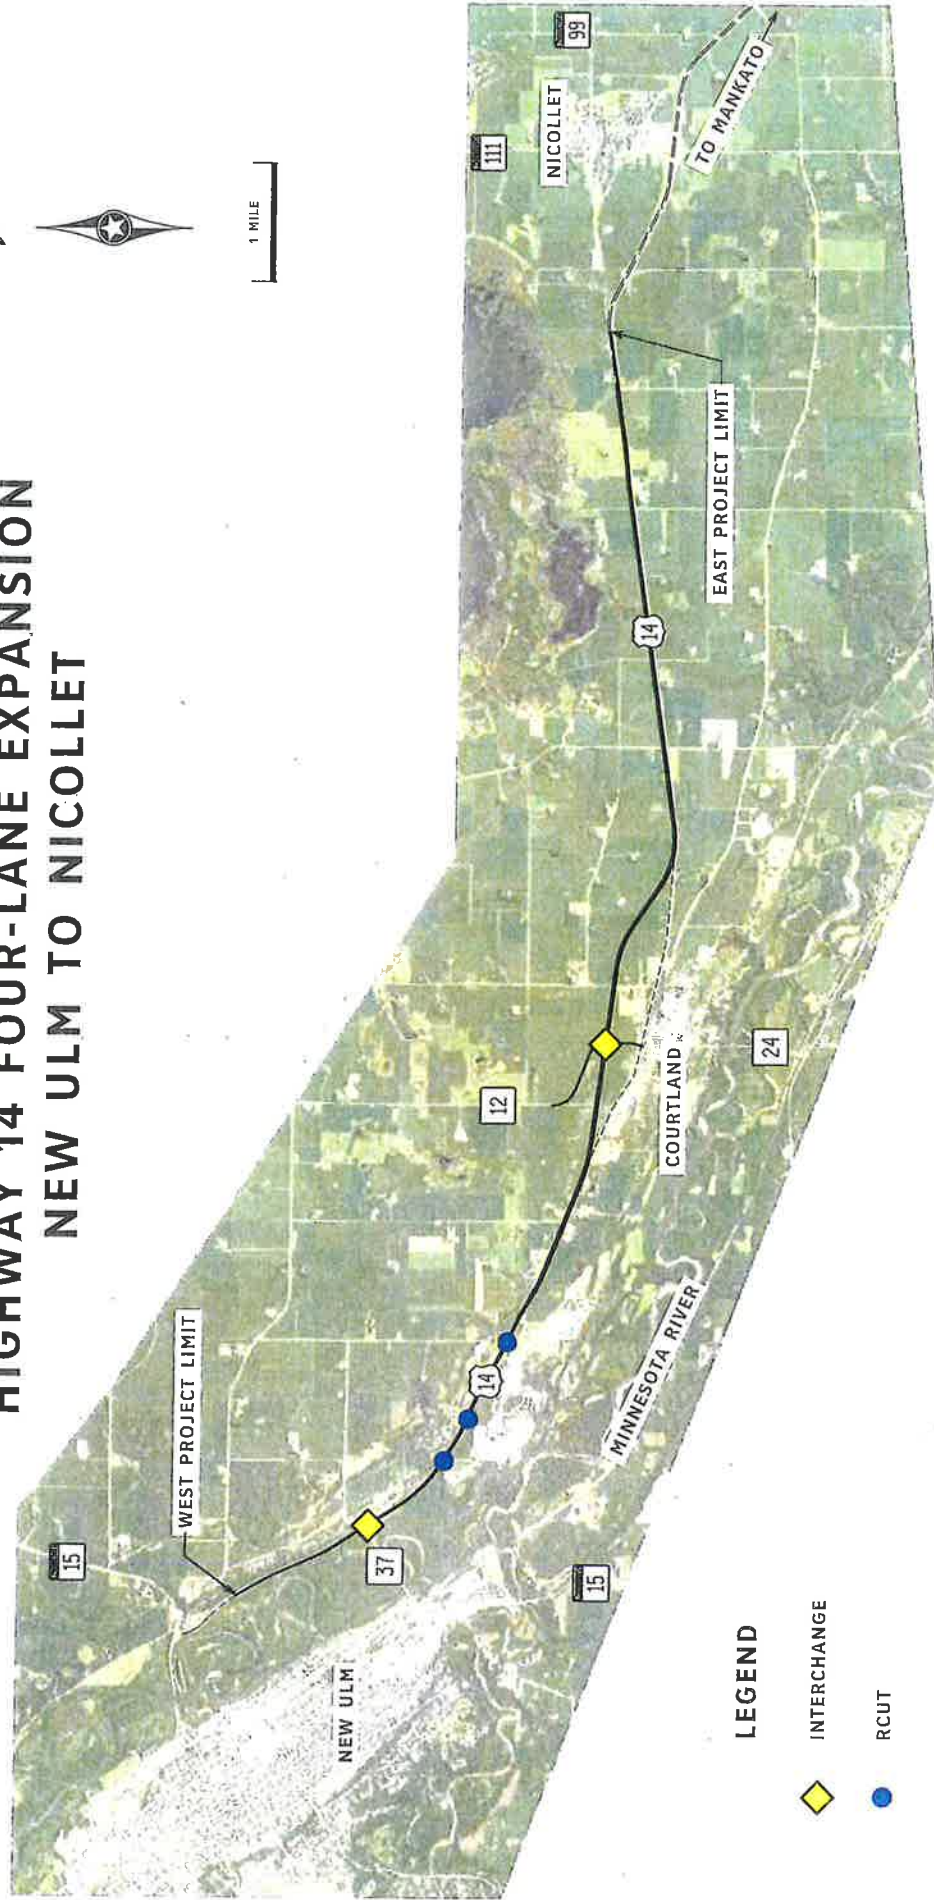 HIGHWAY 14 FOUR-LANE EXPANSION
NEW ULM TO NICOLLET
1 MILE
15
WEST PROJECT LIMIT
37
NEW ULM
15
14
MINNESOTA RIVER
12
COURTLAND
24
14
EAST PROJECT LIMIT
111
NICOLLET
99
TO MANKATO
LEGEND
INTERCHANGE
RCUT